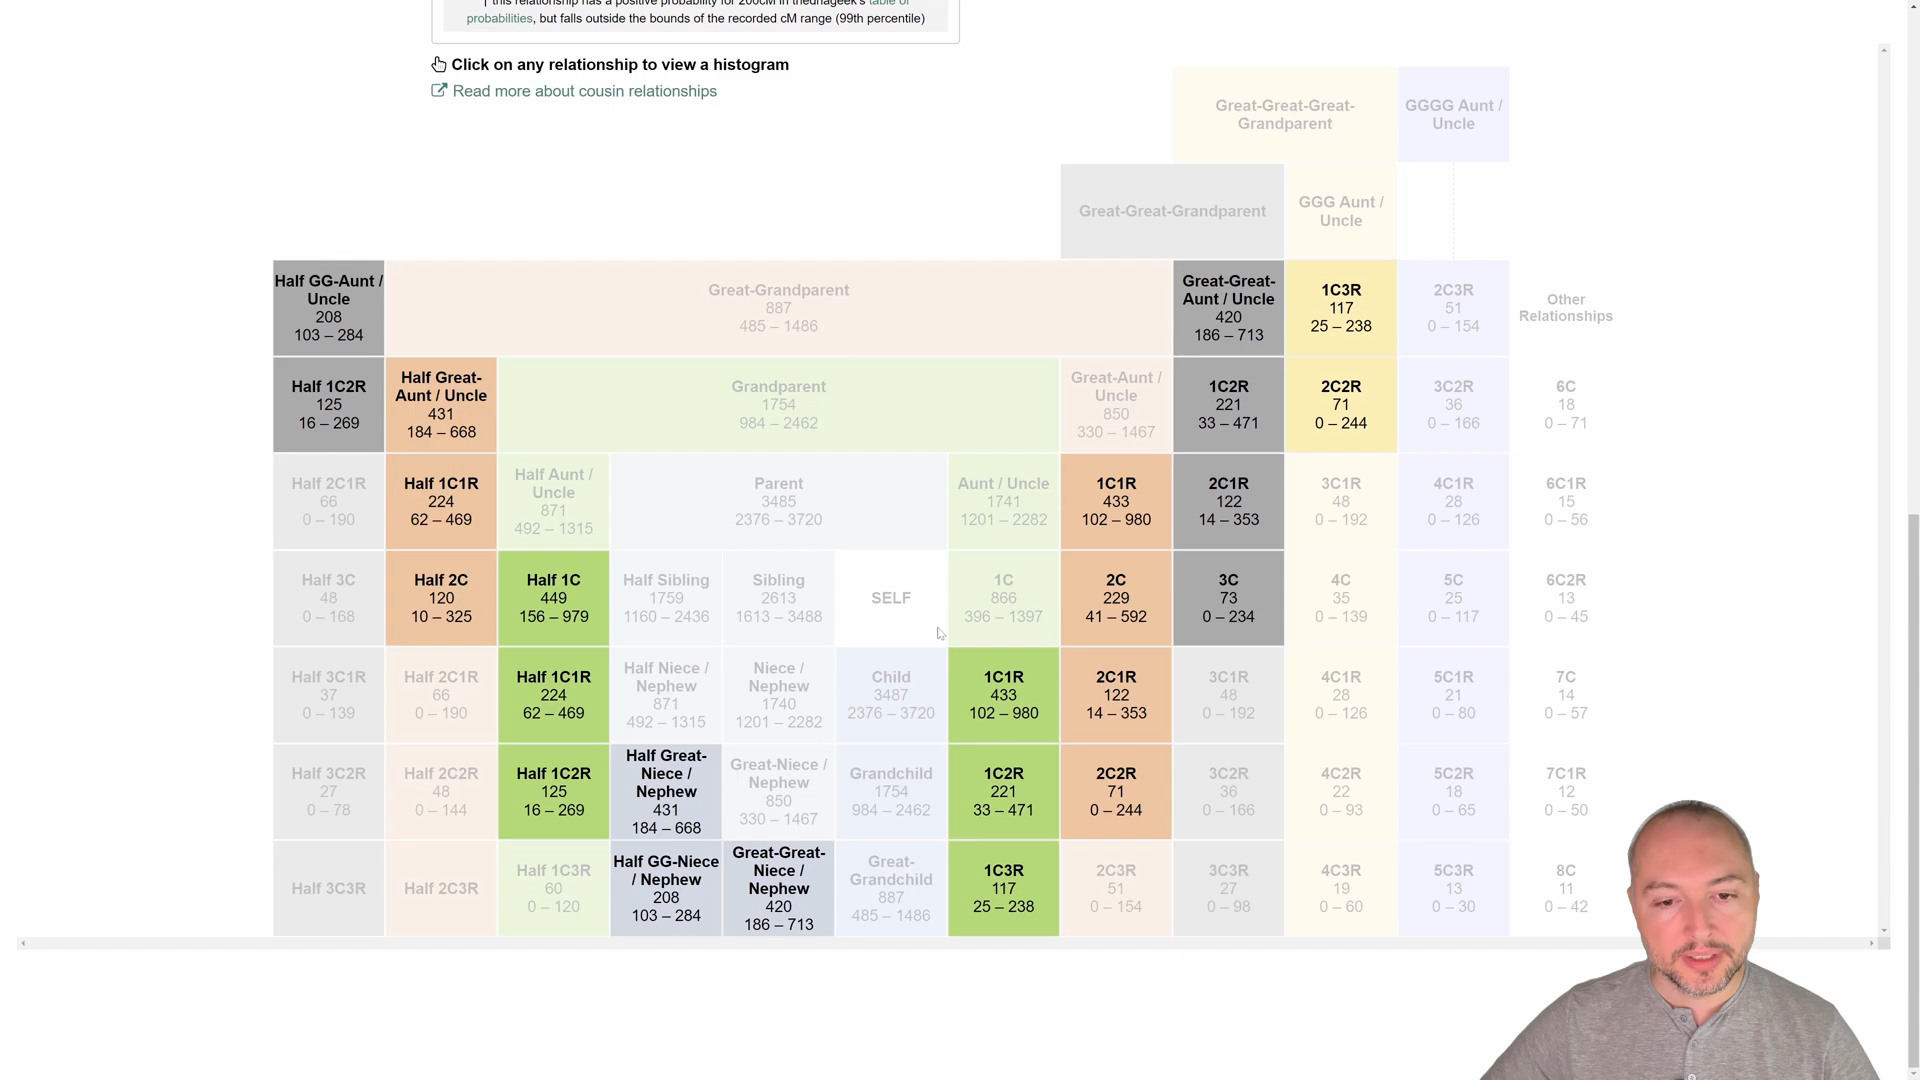 this relationship has a positive probability for 200cM in thednageek's table of
probabilities, but falls outside the bounds of the recorded cM range (99th percentile)
Click on any relationship to view a histogram
Read more about cousin relationships
Great-Great-Great-
Grandparent
GGGG Aunt /
Uncle
Great-Great-Grandparent
GGG Aunt /
Uncle
Half GG-Aunt /
Uncle
208
103 – 284
Great-Grandparent
887
485 – 1486
Great-Great-
Aunt / Uncle
420
186 – 713
1C3R
117
25 – 238
2C3R
51
0 – 154
Other
Relationships
Half 1C2R
125
16 – 269
Half Great-
Aunt / Uncle
431
184 – 668
Grandparent
1754
984 – 2462
Great-Aunt /
Uncle
850
330 – 1467
1C2R
221
33 – 471
2C2R
71
0 – 244
3C2R
36
0 – 166
6C
18
0 – 71
Half 2C1R
66
0 – 190
Half 1C1R
224
62 – 469
Half Aunt /
Uncle
871
492 – 1315
Parent
3485
2376 – 3720
Aunt / Uncle
1741
1201 – 2282
1C1R
433
102 – 980
2C1R
122
14 – 353
3C1R
48
0 – 192
4C1R
28
0 – 126
6C1R
15
0 – 56
Half 3C
48
0 – 168
Half 2C
120
10 – 325
Half 1C
449
156 – 979
Half Sibling
1759
1160 – 2436
Sibling
2613
1613 – 3488
SELF
1C
866
396 – 1397
2C
229
41 – 592
3C
73
0 – 234
4C
35
0 – 139
5C
25
0 – 117
6C2R
13
0 – 45
Half 3C1R
37
0 – 139
Half 2C1R
66
0 – 190
Half 1C1R
224
62 – 469
Half Niece /
Nephew
871
492 – 1315
Niece /
Nephew
1740
1201 – 2282
Child
3487
2376 – 3720
1C1R
433
102 – 980
2C1R
122
14 – 353
3C1R
48
0 – 192
4C1R
28
0 – 126
5C1R
21
0 – 80
7C
14
0 – 57
Half 3C2R
27
0 – 78
Half 2C2R
48
0 – 144
Half 1C2R
125
16 – 269
Half Great-
Niece /
Nephew
431
184 – 668
Great-Niece /
Nephew
850
330 – 1467
Grandchild
1754
984 – 2462
1C2R
221
33 – 471
2C2R
71
0 – 244
3C2R
36
0 – 166
4C2R
22
0 – 93
5C2R
18
0 – 65
7C1R
12
0 – 50
Half 3C3R
Half 2C3R
Half 1C3R
60
0 – 120
Half GG-Niece
/ Nephew
208
103 – 284
Great-Great-
Niece /
Nephew
420
186 – 713
Great-
Grandchild
887
485 – 1486
1C3R
117
25 – 238
2C3R
51
0 – 154
3C3R
27
0 – 98
4C3R
19
0 – 60
5C3R
13
0 – 30
8C
11
0 – 42